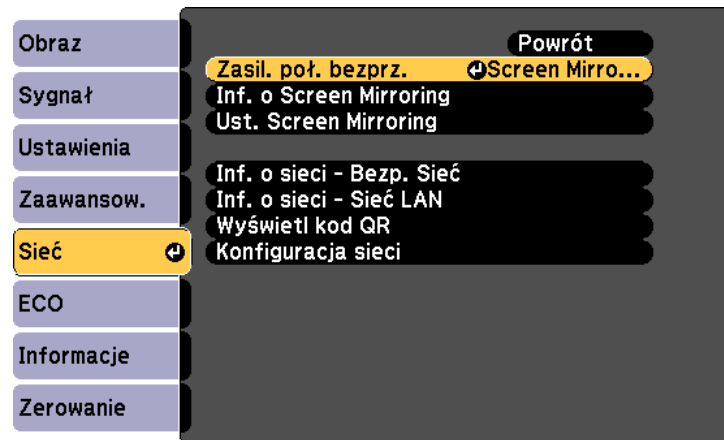 Obraz
Sygnał
Ustawienia
Zaawansow.
Sieć
ECO
Informacje
Zerowanie
Powrót
Zasil. poł. bezprz. Screen Mirro...
Inf. o Screen Mirroring
Ust. Screen Mirroring
Inf. o sieci - Bezp. Sieć
Inf. o sieci - Sieć LAN
Wyświetl kod QR
Konfiguracja sieci